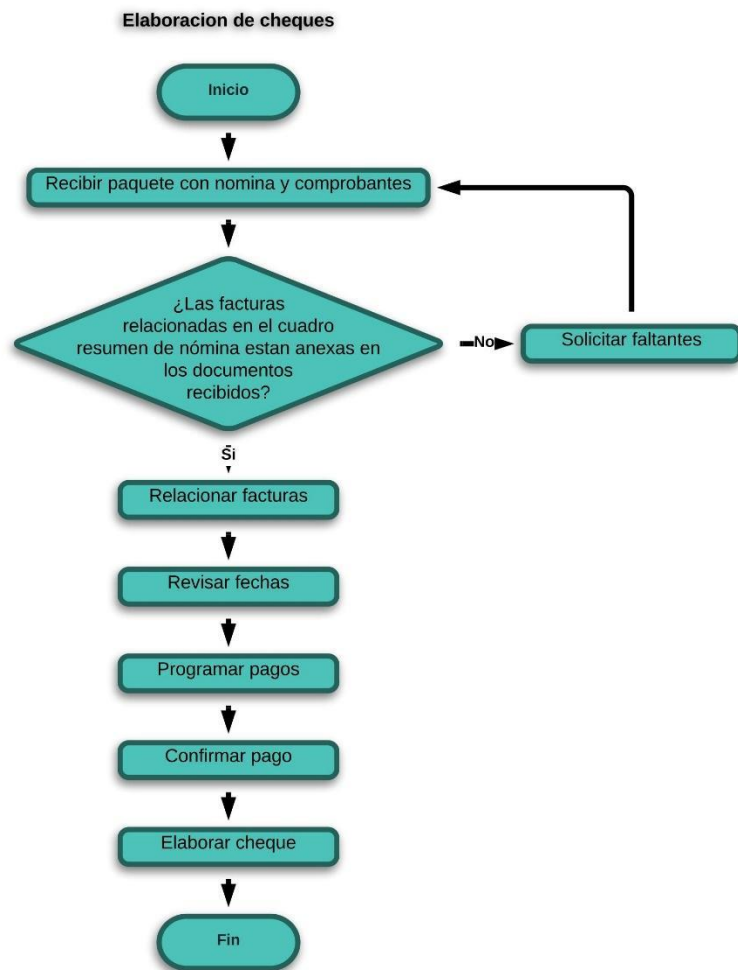 Elaboracion de cheques
Inicio
Recibir paquete con nomina y comprobantes
¿Las facturas
relacionadas en el cuadro
resumen de nómina estan anexas en
los documentos
recibidos?
No
Solicitar faltantes
Si
Relacionar facturas
Revisar fechas
Programar pagos
Confirmar pago
Elaborar cheque
Fin